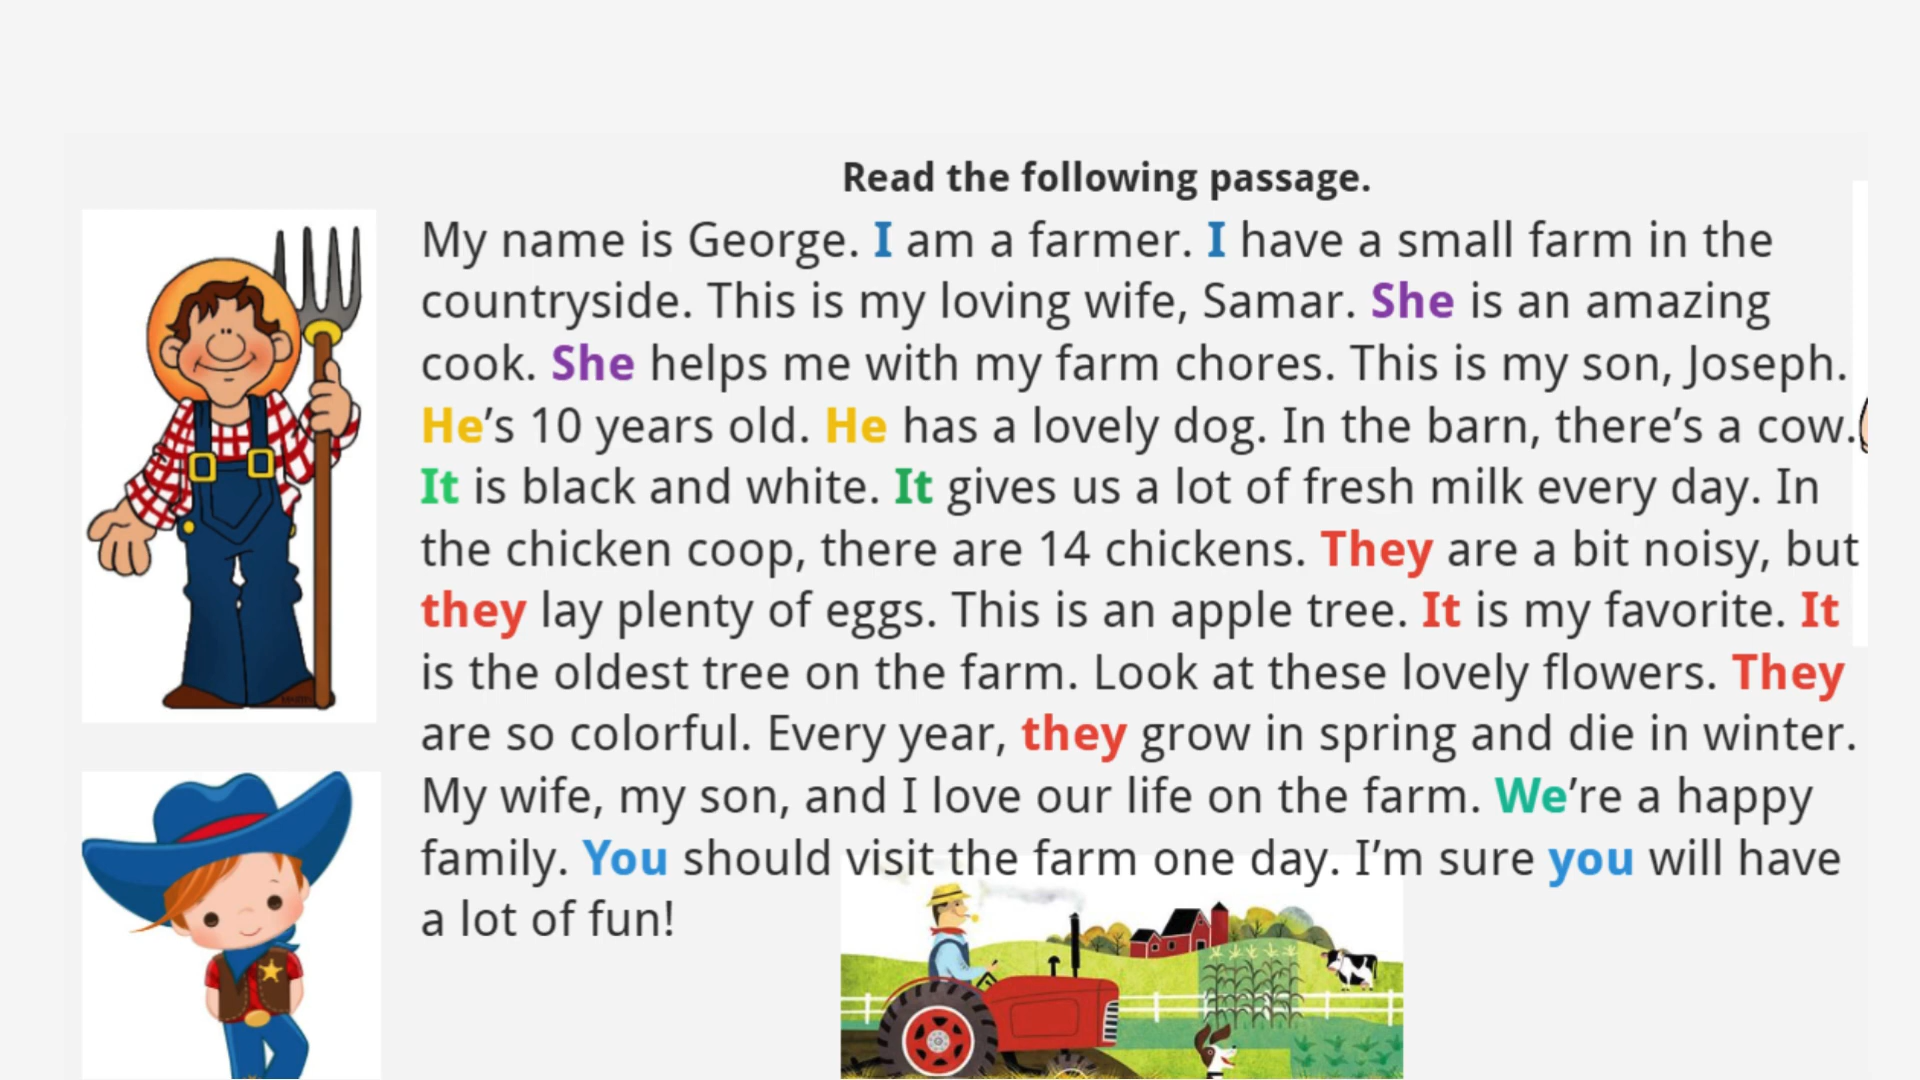 Read the following passage.
My name is George. I am a farmer. I have a small farm in the
countryside. This is my loving wife, Samar. She is an amazing
cook. She helps me with my farm chores. This is my son, Joseph.
He’s 10 years old. He has a lovely dog. In the barn, there’s a cow.
It is black and white. It gives us a lot of fresh milk every day. In
the chicken coop, there are 14 chickens. They are a bit noisy, but
they lay plenty of eggs. This is an apple tree. It is my favorite. It
is the oldest tree on the farm. Look at these lovely flowers. They
are so colorful. Every year, they grow in spring and die in winter.
My wife, my son, and I love our life on the farm. We’re a happy
family. You should visit the farm one day. I’m sure you will have
a lot of fun!